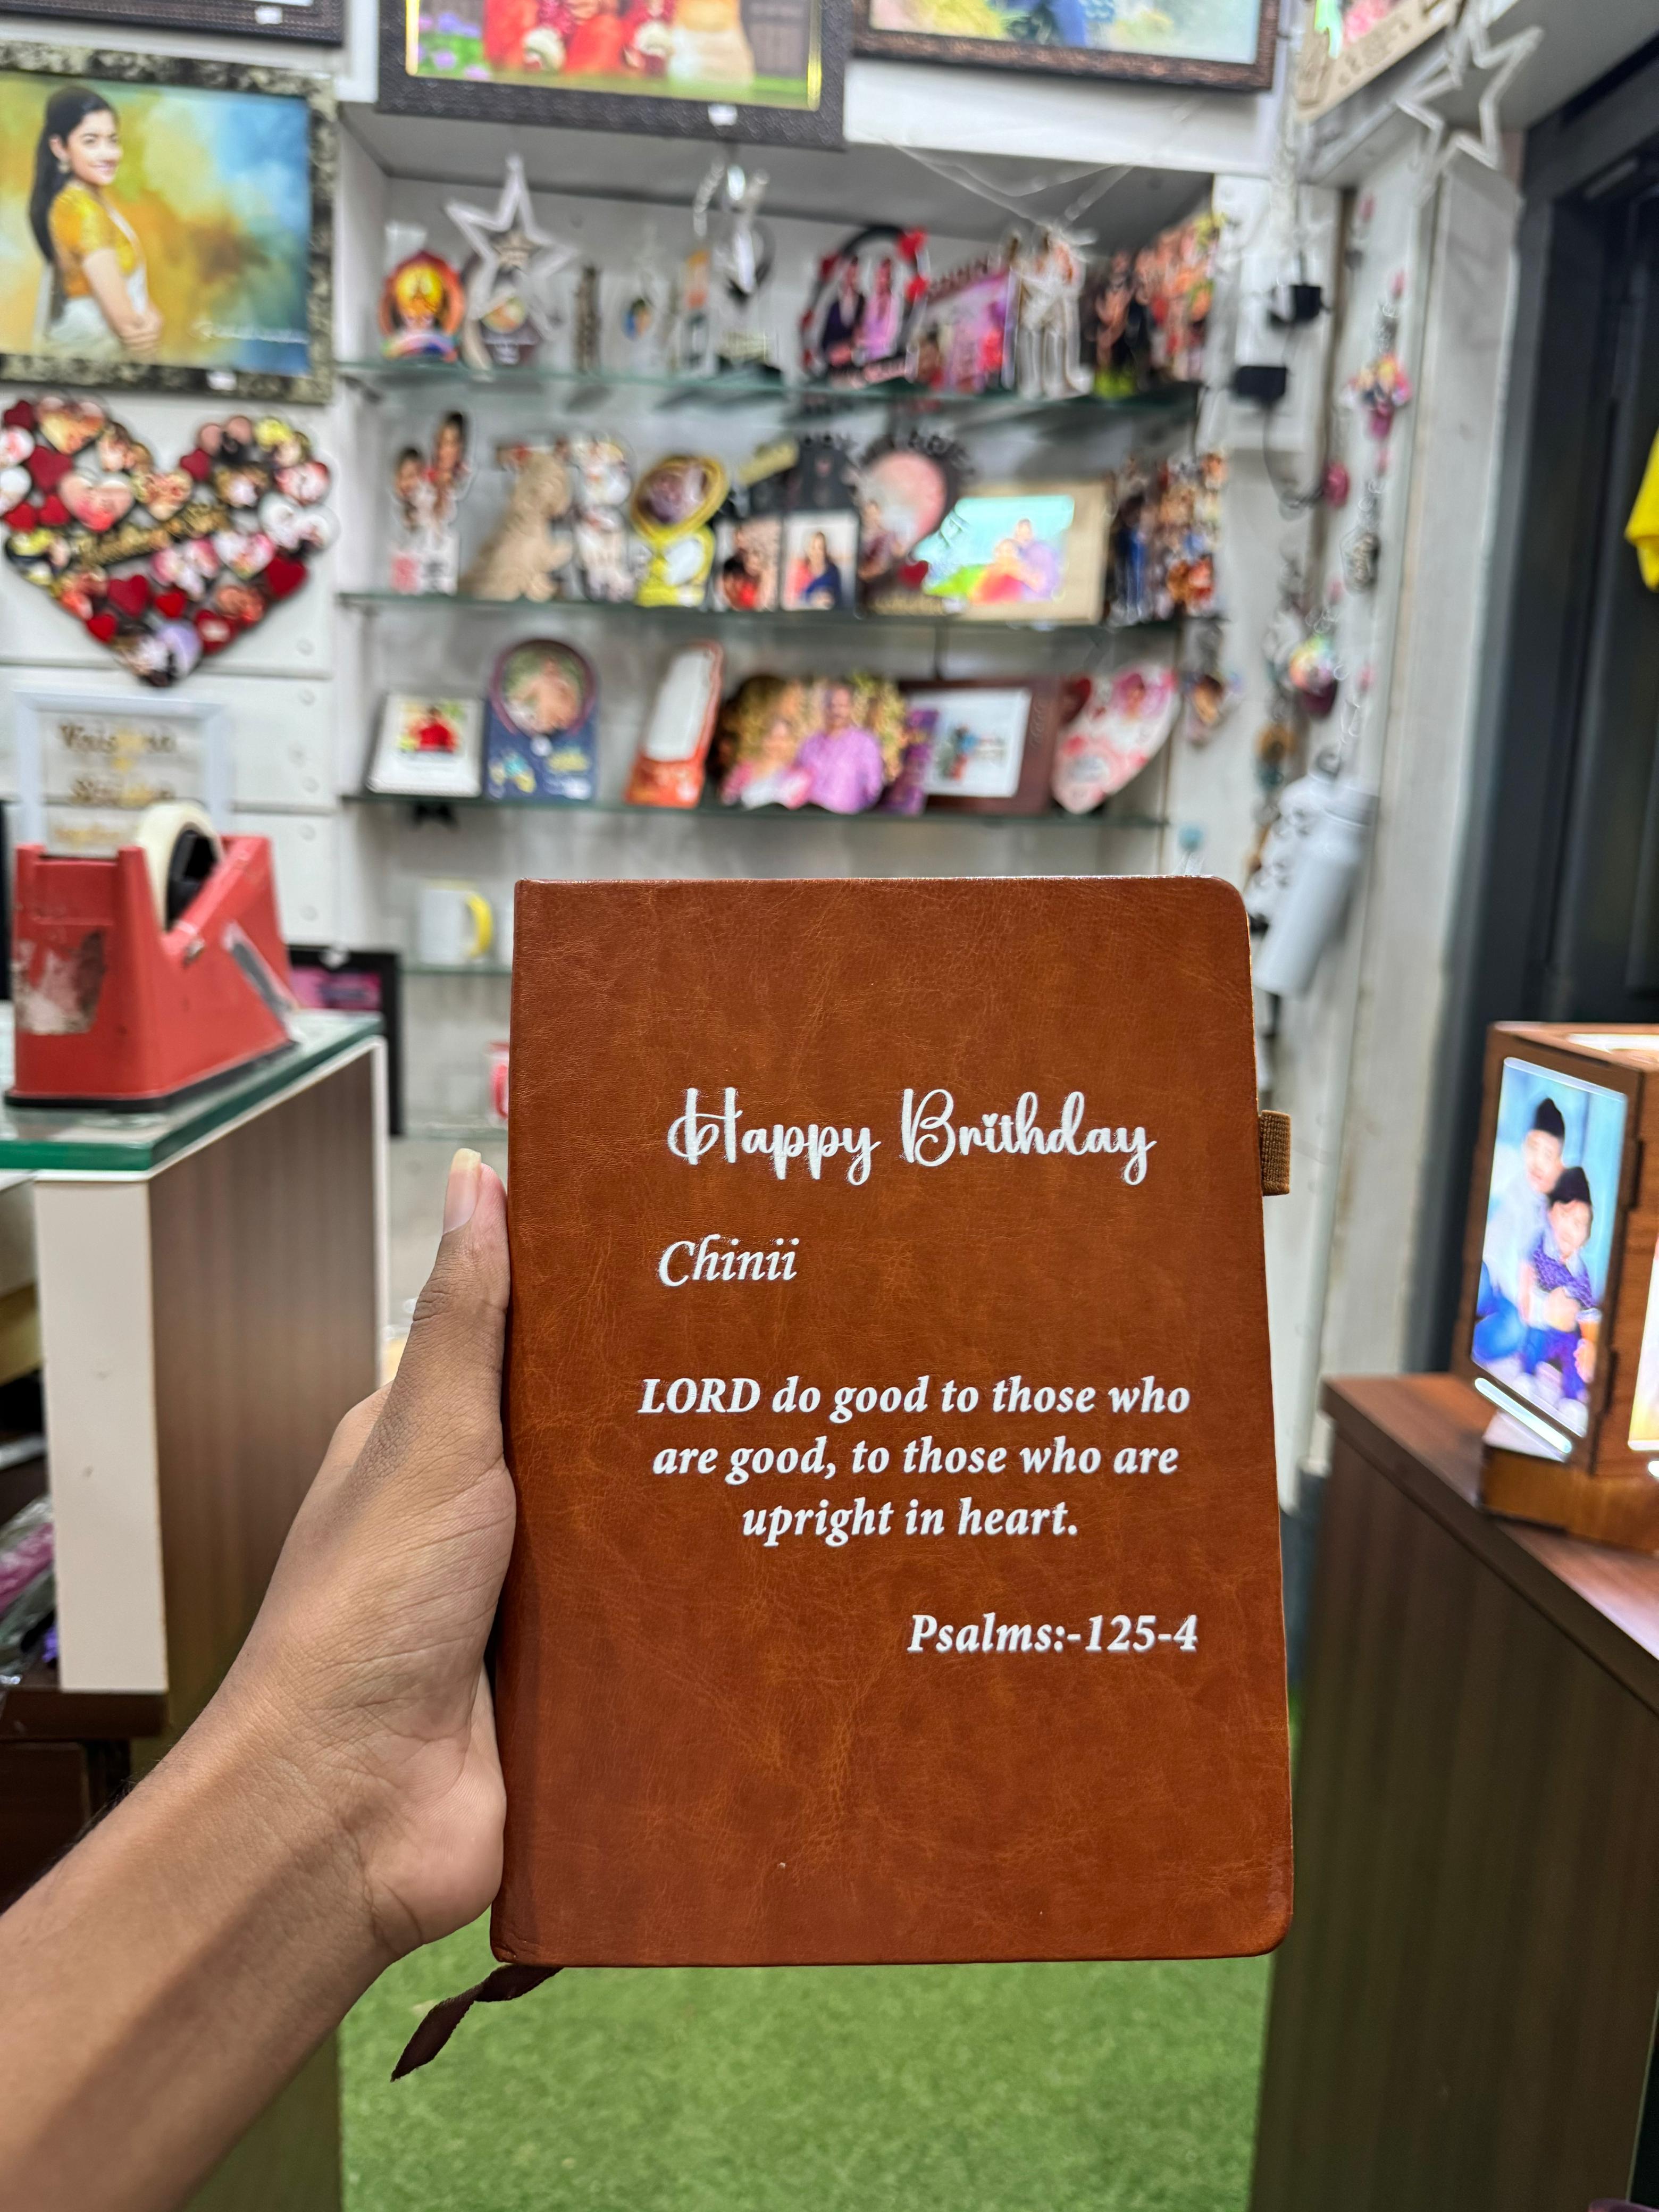 Happy Brithday
Chinii
LORD do good to those who
are good, to those who are
upright in heart.
Psalms:-125-4